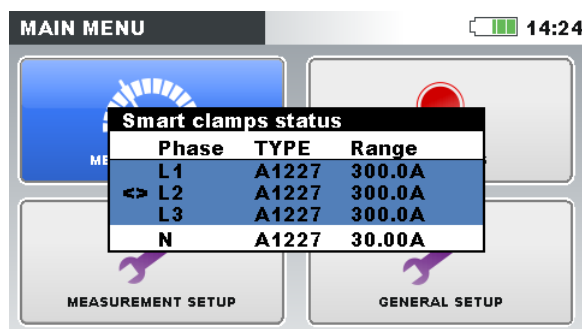 MAIN MENU 14:24
Smart clamps status
Phase TYPE Range
L1 A1227 300.0A
<> L2 A1227 300.0A
L3 A1227 300.0A
N A1227 30.00A
MEASUREMENT SETUP GENERAL SETUP